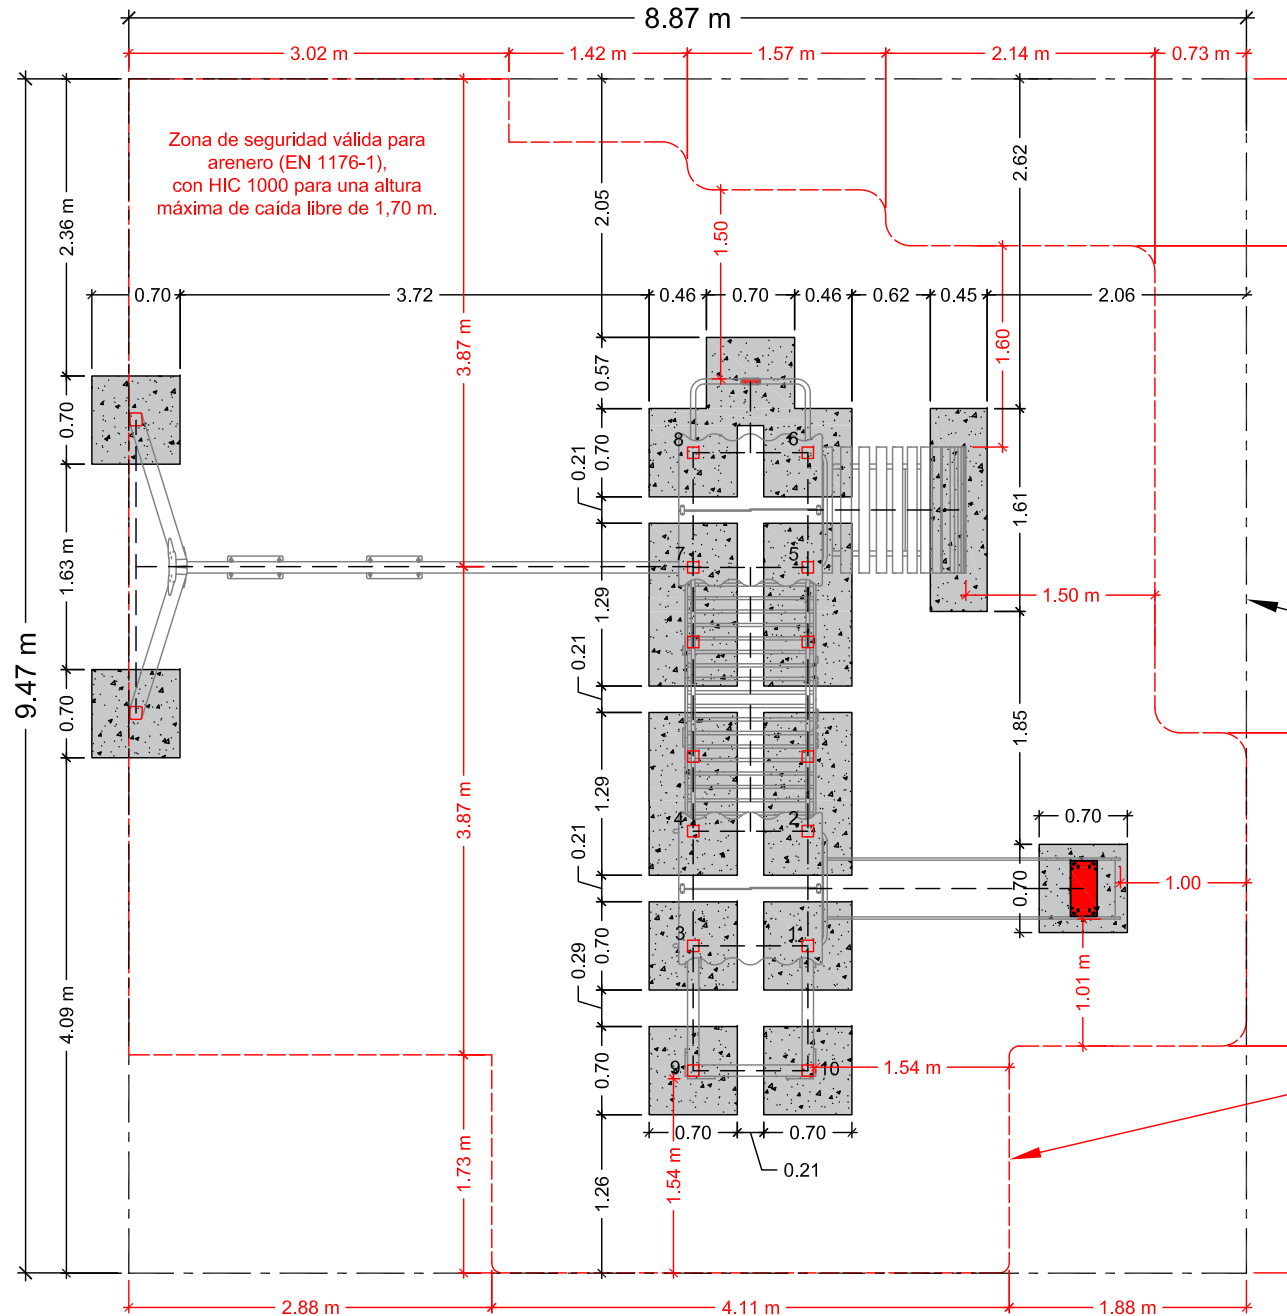 8.87 m
3.02 m
1.42 m
1.57 m
2.14 m
0.73 m
Zona de seguridad válida para
arenero (EN 1176-1),
con HIC 1000 para una altura
máxima de caída libre de 1,70 m.
2.36 m
2.05
2.62
1.50
0.70
3.72
0.46
0.70
0.46
0.62
0.45
2.06
3.87 m
1.60
0.57
0.70
0.70
8
6
0.21
1.61
7
5
1.63 m
1.29
1.50 m
0.21
9.47 m
0.70
1.85
1.29
3.87 m
4
2
0.70
0.21
0.70
1.00
3
1
0.70
0.29
1.01 m
4.09 m
0.70
9
10
1.54 m
0.70
0.70
0.21
1.73 m
1.54 m
1.26
2.88 m
4.11 m
1.88 m